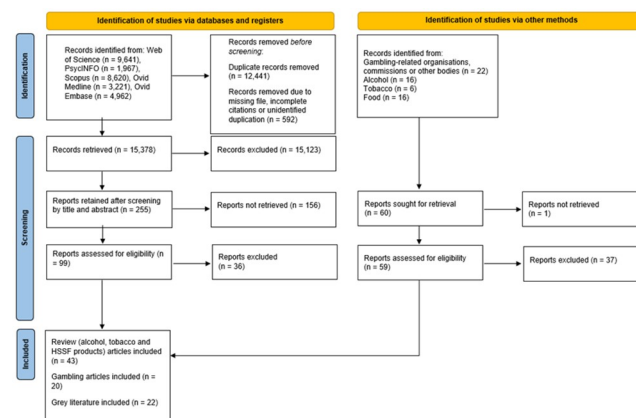 Identification of studies via databases and registers
Identification of studies via other methods
Identification
Records identified from: Web
of Science (n = 9,641),
PsycINFO (n = 1,967),
Scopus (n = 8,620), Ovid
Medline (n = 3,221), Ovid
Embase (n = 4,962)
Records removed before
screening:
Duplicate records removed
(n = 12,441)
Records removed due to
missing file, incomplete
citations or unidentified
duplication (n = 592)
Records identified from:
Gambling-related organisations,
commissions or other bodies (n = 22)
Alcohol (n = 16)
Tobacco (n = 6)
Food (n = 16)
Screening
Records retrieved (n = 15,378)
Records excluded (n = 15,123)
Reports retained after screening
by title and abstract (n = 255)
Reports not retrieved (n = 156)
Reports sought for retrieval
(n = 60)
Reports not retrieved
(n = 1)
Reports assessed for eligibility (n
= 99)
Reports excluded
(n = 36)
Reports assessed for eligibility
(n = 59)
Reports excluded (n = 37)
Included
Review (alcohol, tobacco and
HSSF products) articles included
(n = 43)
Gambling articles included (n =
20)
Grey literature included (n = 22)